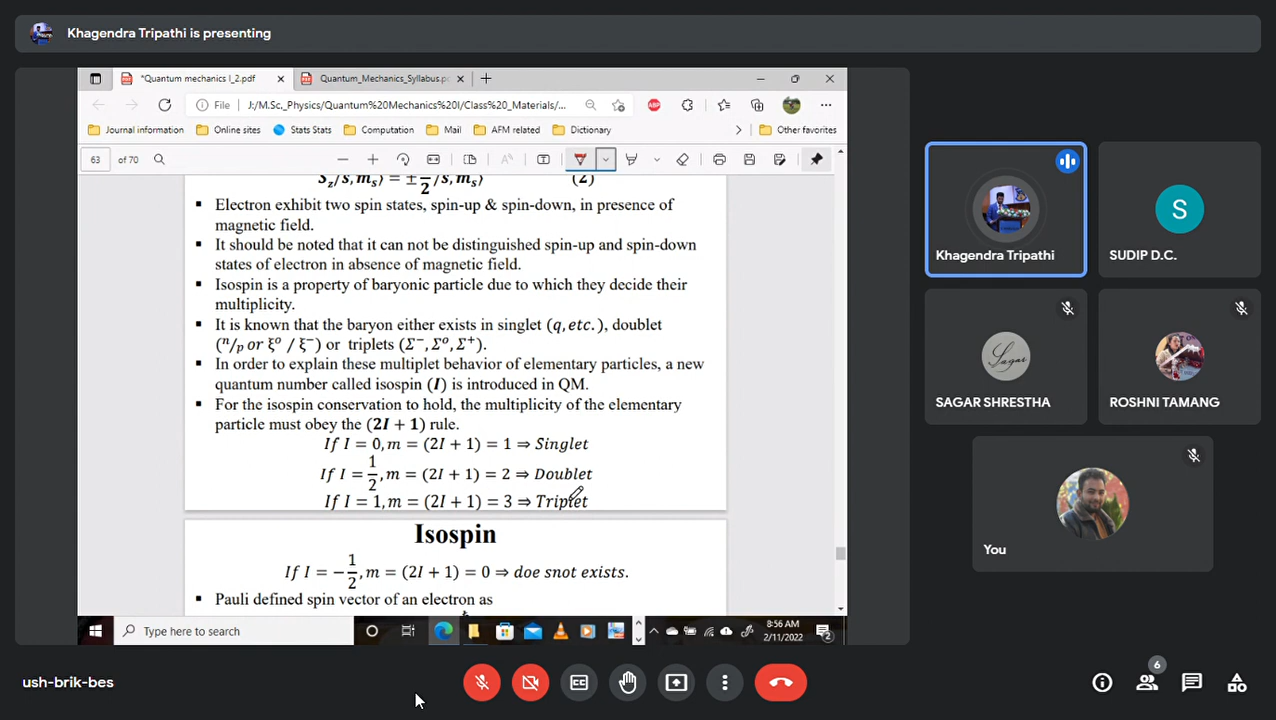 Khagendra Tripathi is presenting
*Quantum mechanics I_2.pdf
Quantum_Mechanics_Syllabus.p
File J:/M.Sc._Physics/Quantum%20Mechanics%20I/Class%20_Materials/...
Journal information Online sites Stats Stats Computation Mail AFM related Dictionary Other favorites
63 of 70
S_z/s, m_s⟩ = ± /2 /s, m_s⟩ (2)
▪ Electron exhibit two spin states, spin-up & spin-down, in presence of
magnetic field.
▪ It should be noted that it can not be distinguished spin-up and spin-down
states of electron in absence of magnetic field.
▪ Isospin is a property of baryonic particle due to which they decide their
multiplicity.
▪ It is known that the baryon either exists in singlet (q, etc.), doublet
(n/p or ξ° / ξ⁻) or triplets (Σ⁻, Σ°, Σ⁺).
▪ In order to explain these multiplet behavior of elementary particles, a new
quantum number called isospin (I) is introduced in QM.
▪ For the isospin conservation to hold, the multiplicity of the elementary
particle must obey the (2I + 1) rule.
If I = 0, m = (2I + 1) = 1 ⇒ Singlet
If I = 1/2, m = (2I + 1) = 2 ⇒ Doublet
If I = 1, m = (2I + 1) = 3 ⇒ Triplet
Isospin
If I = −1/2, m = (2I + 1) = 0 ⇒ doe snot exists.
▪ Pauli defined spin vector of an electron as
Type here to search
8:56 AM
2/11/2022
2
Khagendra Tripathi
S
SUDIP D.C.
Sagar
SAGAR SHRESTHA
ROSHNI TAMANG
You
ush-brik-bes
6